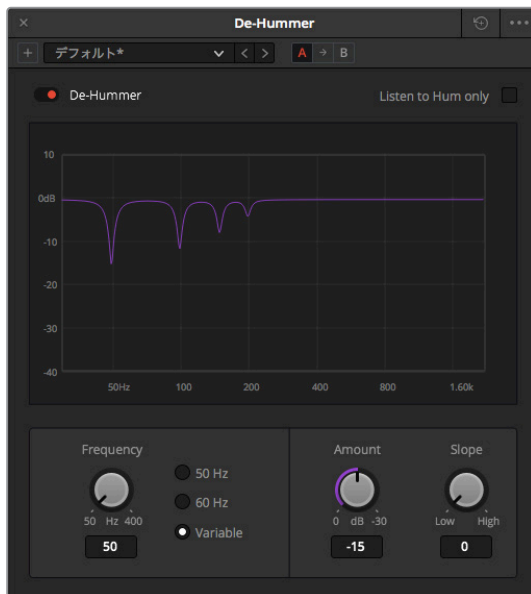 De-Hummer
デフォルト*
A
B
De-Hummer
Listen to Hum only
10
0dB
-10
-20
-30
-40
50Hz 100 200 400 800 1.60k
Frequency
50 Hz 400
50
50 Hz
60 Hz
Variable
Amount
0 dB -30
-15
Slope
Low High
0